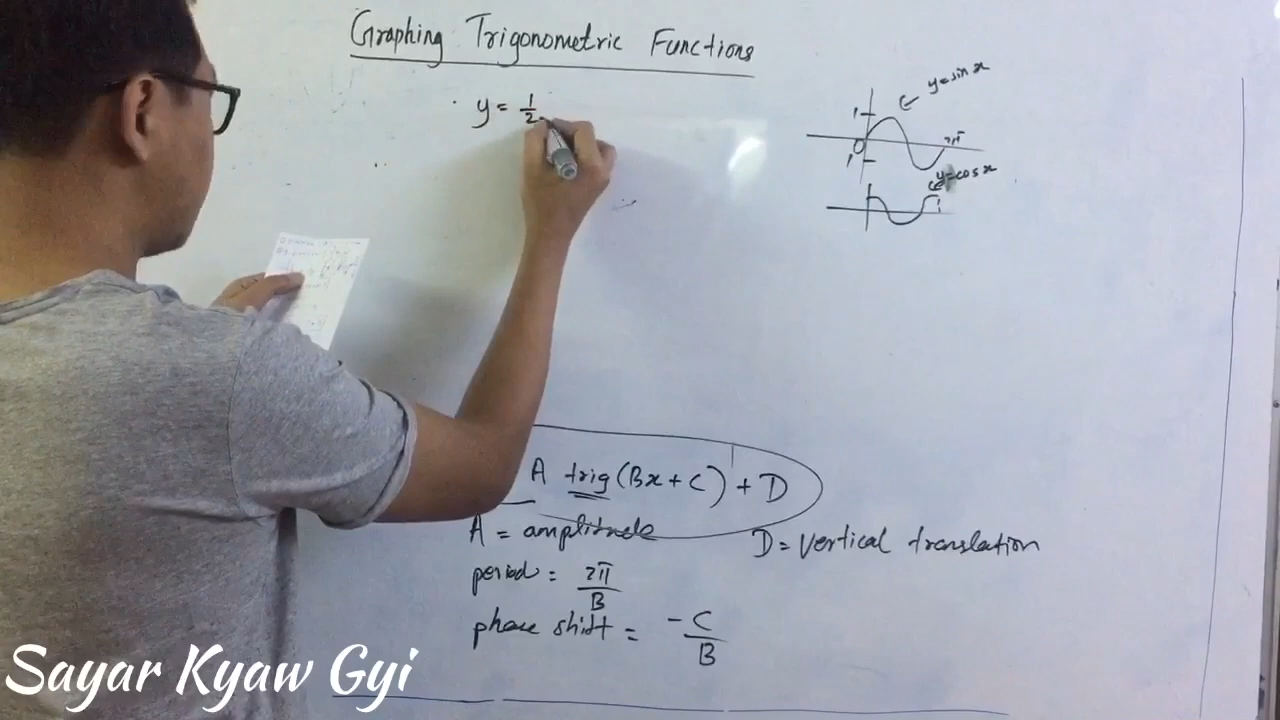 Graphing Trigonometric Functions
y = 1/2
y=sin x
1
0
2π
1
y=cos x
1
A trig (Bx + C) + D
A = amplitude
D = vertical translation
period = 2π/B
phase shift = -C/B
Sayar Kyaw Gyi